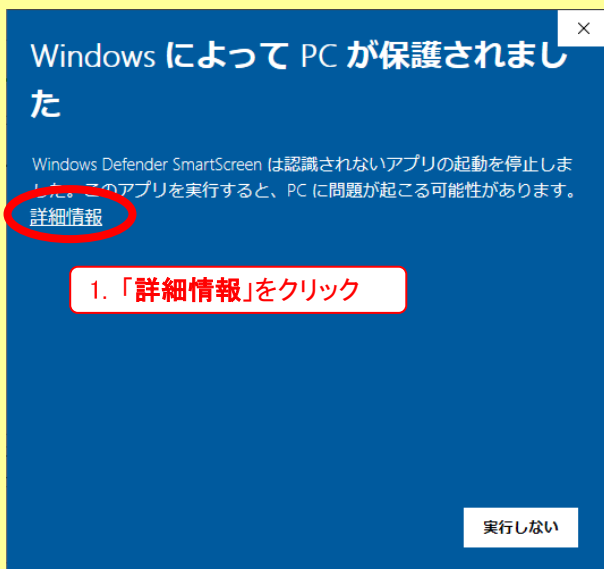 Windows によって PC が保護されまし
た
Windows Defender SmartScreen は認識されないアプリの起動を停止しま
した。このアプリを実行すると、PC に問題が起こる可能性があります。
詳細情報
1. 「詳細情報」をクリック
実行しない